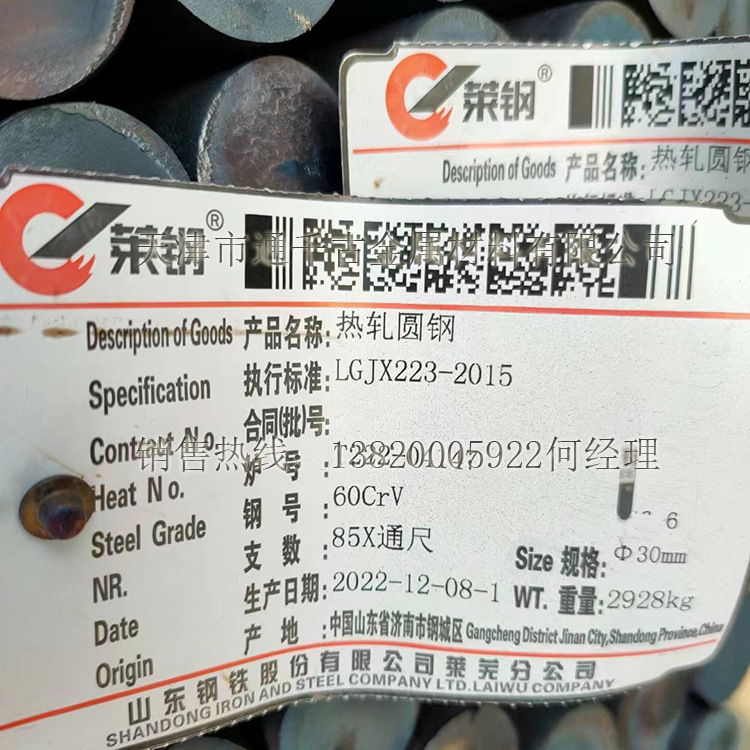 莱钢®
Description of Goods 产品名称:热轧圆钢
LGJX223-
莱钢®
天津市通千古金属材料有限公司
Description of Goods 产品名称:热轧圆钢
Specification 执行标准:LGJX223-2015
Contract No. 合同(批)号:
销售热线 13820005922何经理
Heat No. 炉号
Steel Grade 钢号:60CrV
6
NR. 支数:85X通尺
Size 规格:Φ30mm
Date 生产日期:2022-12-08-1
WT. 重量:2928kg
Origin 产地:中国山东省济南市钢城区 Gangcheng District Jinan City, Shandong Province, China
山东钢铁股份有限公司莱芜分公司
SHANDONG IRON AND STEEL COMPANY LTD.LAIWU COMPANY